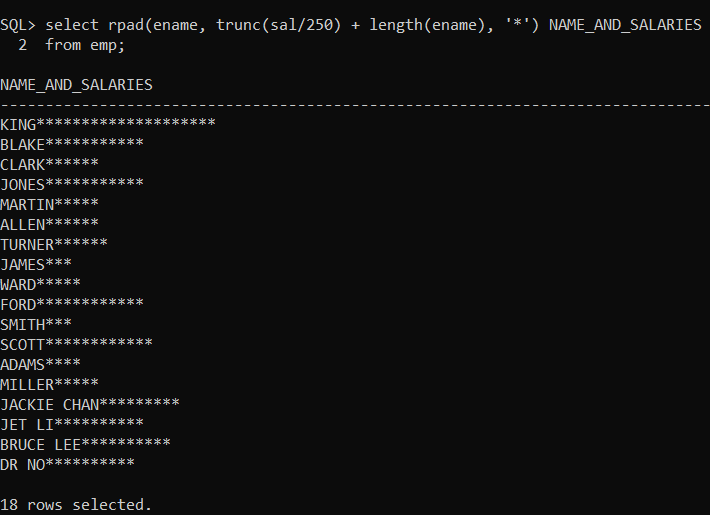 SQL> select rpad(ename, trunc(sal/250) + length(ename), '*') NAME_AND_SALARIES
  2  from emp;
NAME_AND_SALARIES
-------------------------------------------------------------------------------
KING********************
BLAKE***********
CLARK******
JONES***********
MARTIN*****
ALLEN******
TURNER******
JAMES***
WARD*****
FORD************
SMITH***
SCOTT************
ADAMS****
MILLER*****
JACKIE CHAN*********
JET LI**********
BRUCE LEE**********
DR NO**********
18 rows selected.